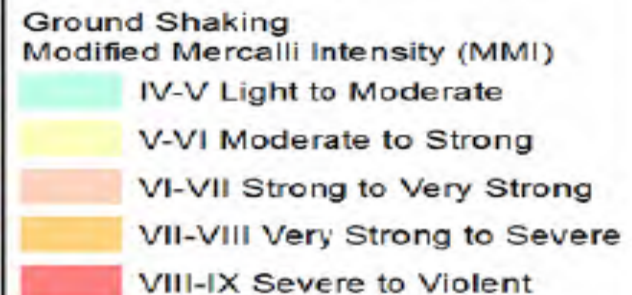 Ground Shaking
Modified Mercalli Intensity (MMI)
IV-V Light to Moderate
V-VI Moderate to Strong
VI-VII Strong to Very Strong
VII-VIII Very Strong to Severe
VIII-IX Severe to Violent